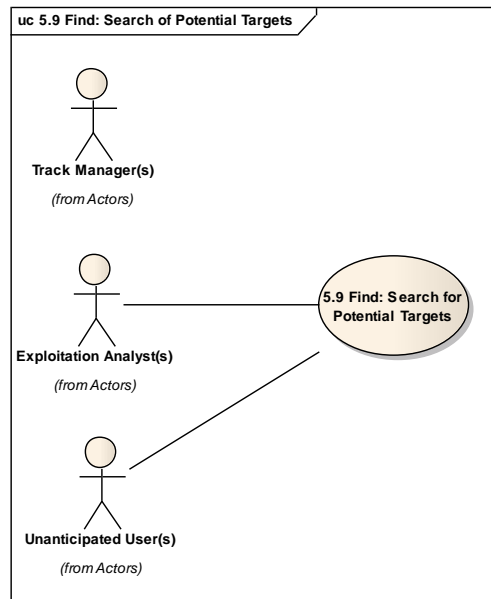 uc 5.9 Find: Search of Potential Targets
Track Manager(s)
(from Actors)
5.9 Find: Search for
Potential Targets
Exploitation Analyst(s)
(from Actors)
Unanticipated User(s)
(from Actors)